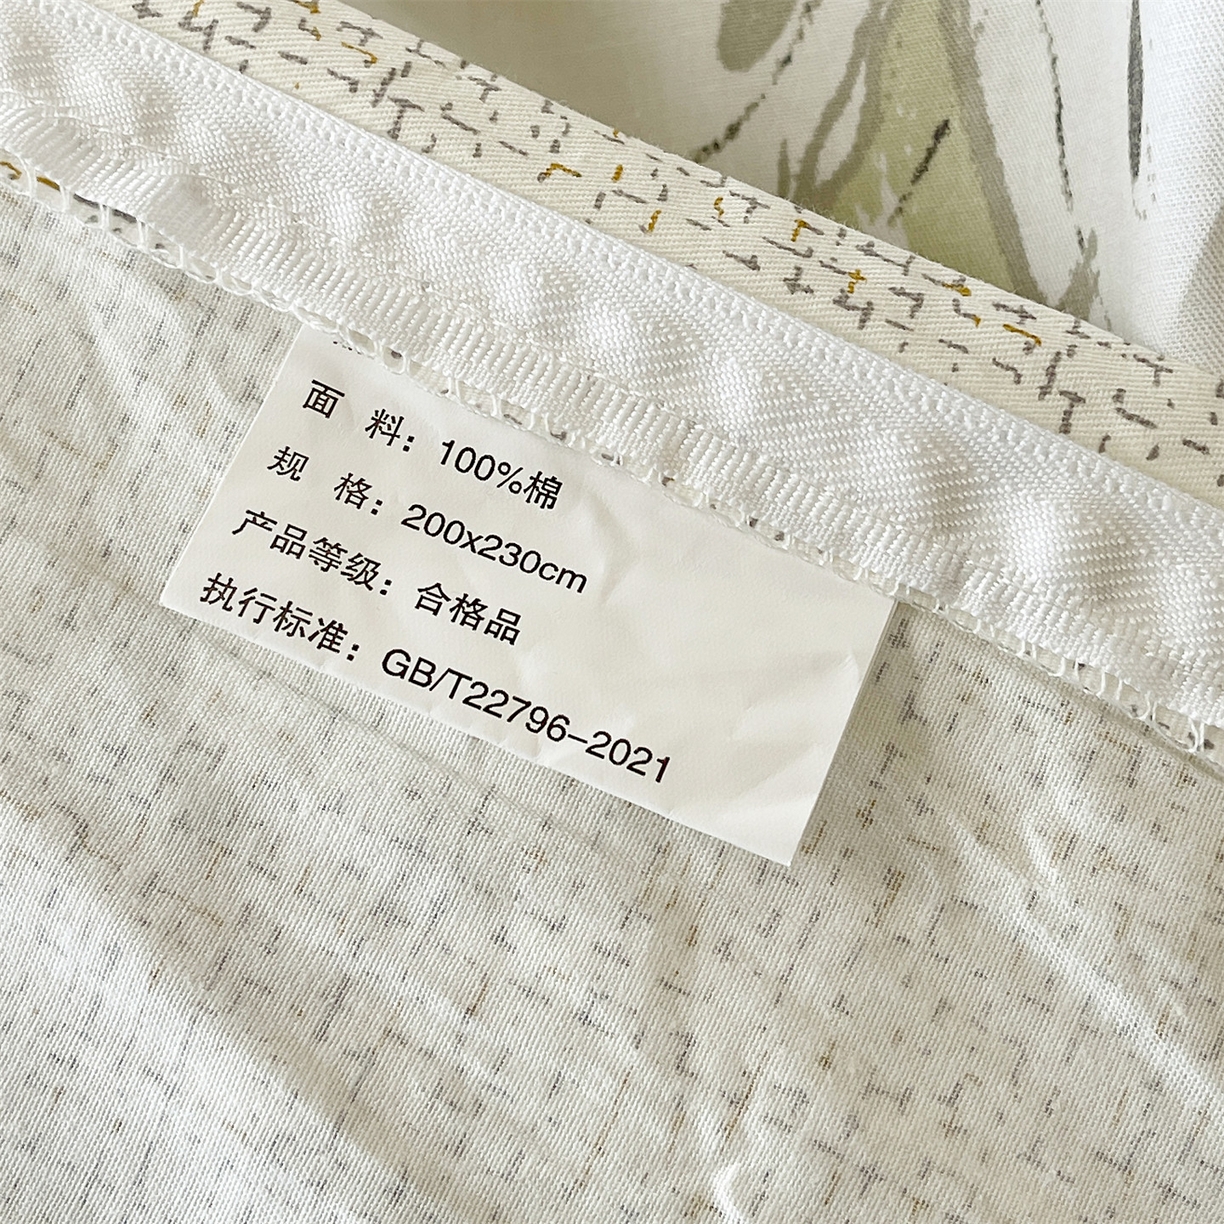 面 料：100%棉
规 格：200x230cm
产品等级：合格品
执行标准：GB/T22796-2021